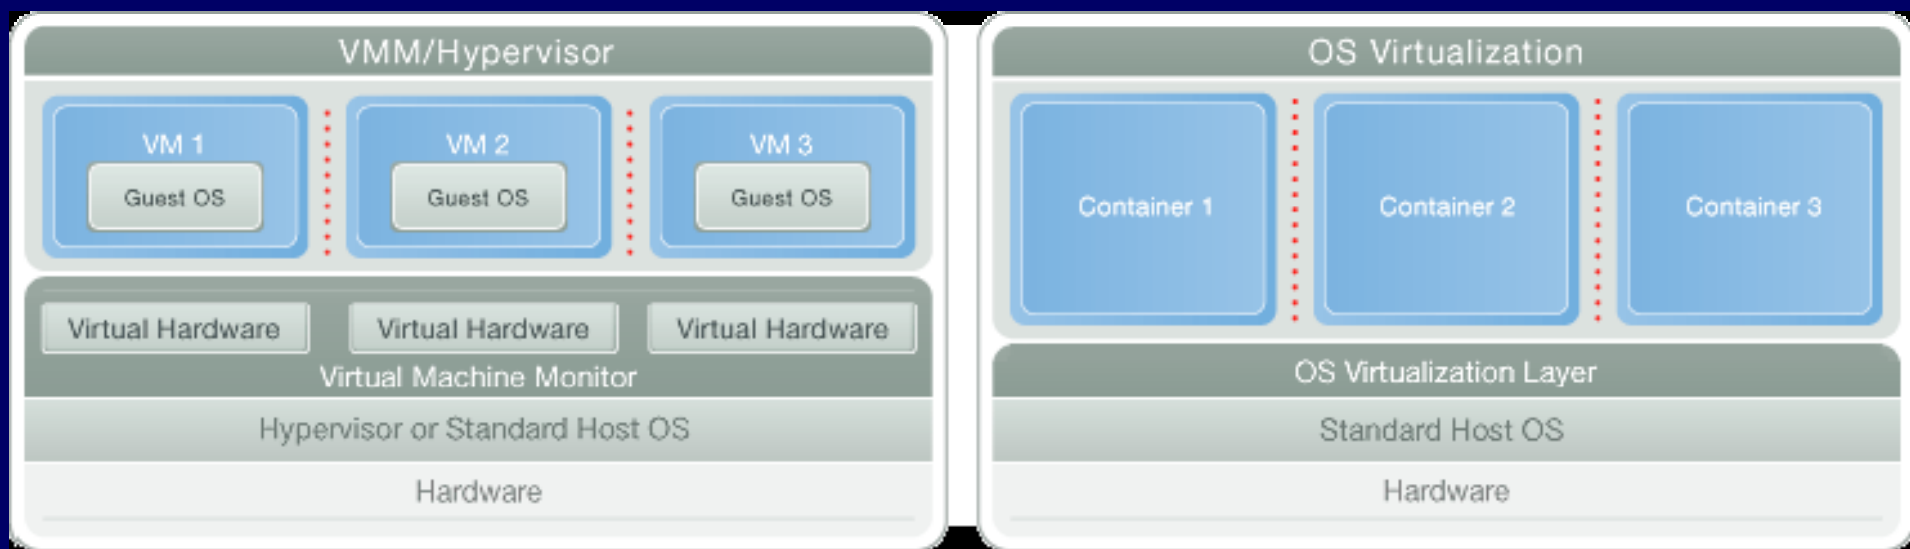 VMM/Hypervisor
VM 1
Guest OS
VM 2
Guest OS
VM 3
Guest OS
Virtual Hardware
Virtual Hardware
Virtual Hardware
Virtual Machine Monitor
Hypervisor or Standard Host OS
Hardware
OS Virtualization
Container 1
Container 2
Container 3
OS Virtualization Layer
Standard Host OS
Hardware